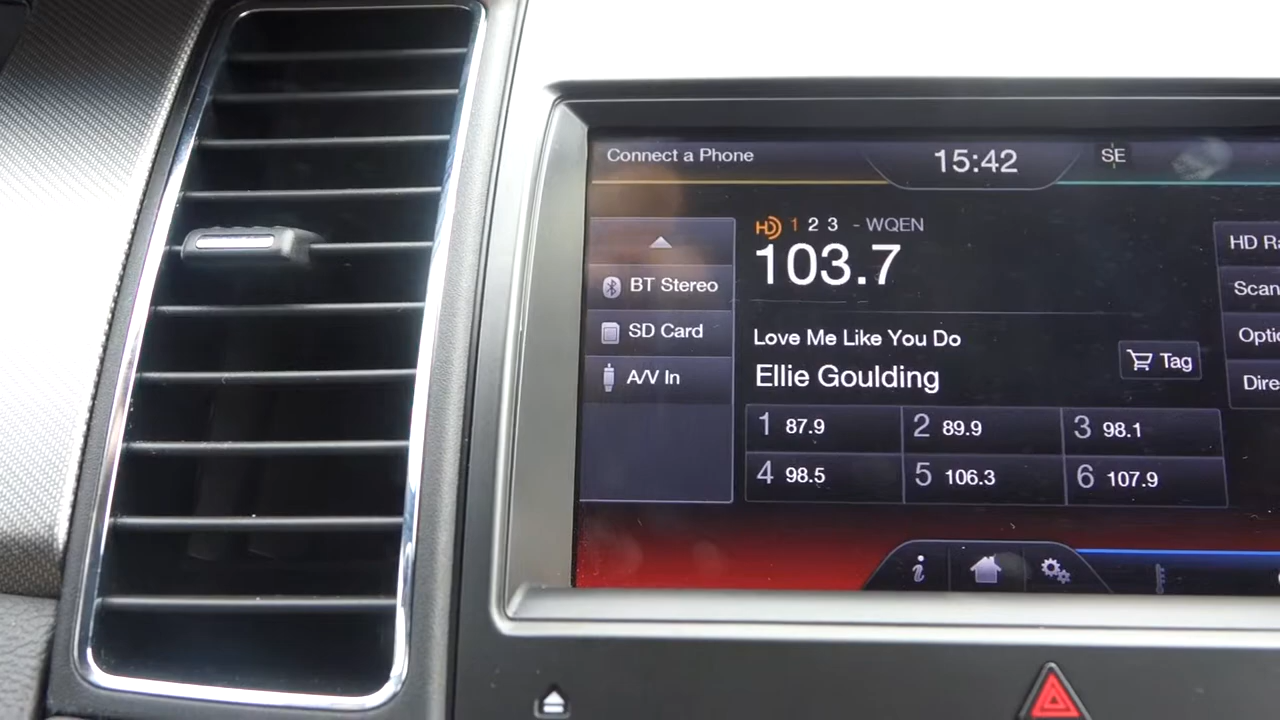 Connect a Phone
15:42
SE
HD 1 2 3 - WQEN
103.7
BT Stereo
SD Card
A/V In
Love Me Like You Do
Ellie Goulding
Tag
1 87.9
2 89.9
3 98.1
4 98.5
5 106.3
6 107.9
HD Ra
Scan
Optio
Dire
i